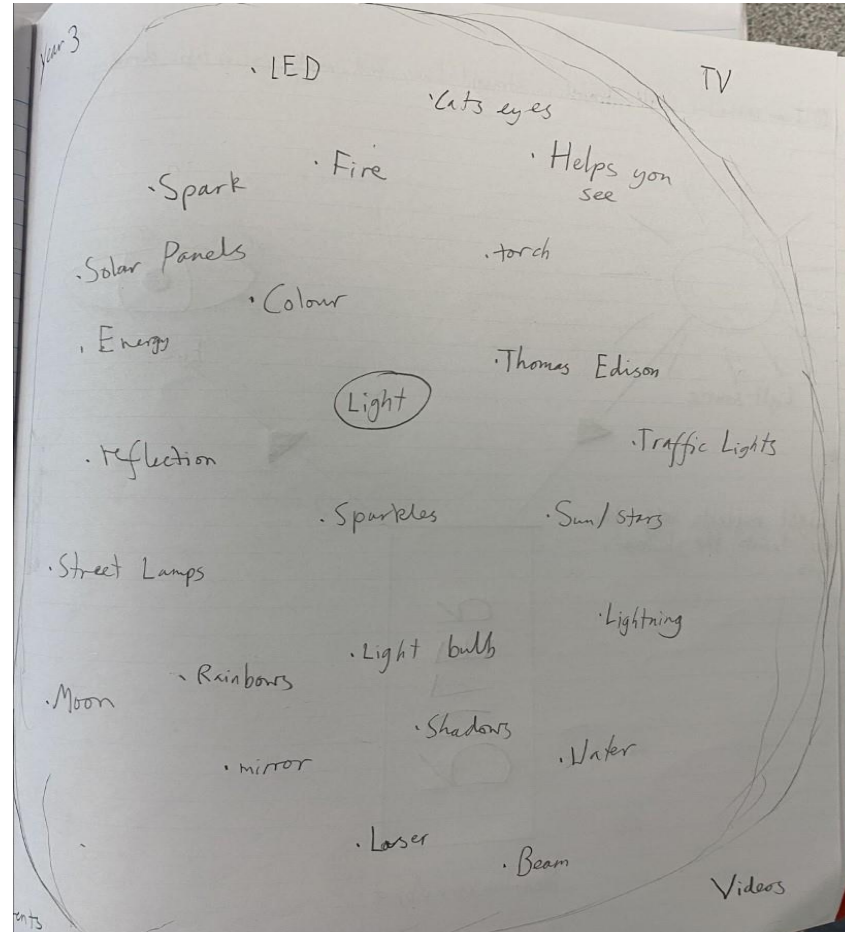 Year 3
LED
TV
Cats eyes
Fire
Helps you
see
Spark
Solar Panels
torch
Colour
Energy
Thomas Edison
Light
Traffic Lights
reflection
Sparkles
Sun/stars
Street Lamps
Lightning
Light bulb
Rainbows
Moon
Shadows
Water
mirror
Laser
Beam
Videos